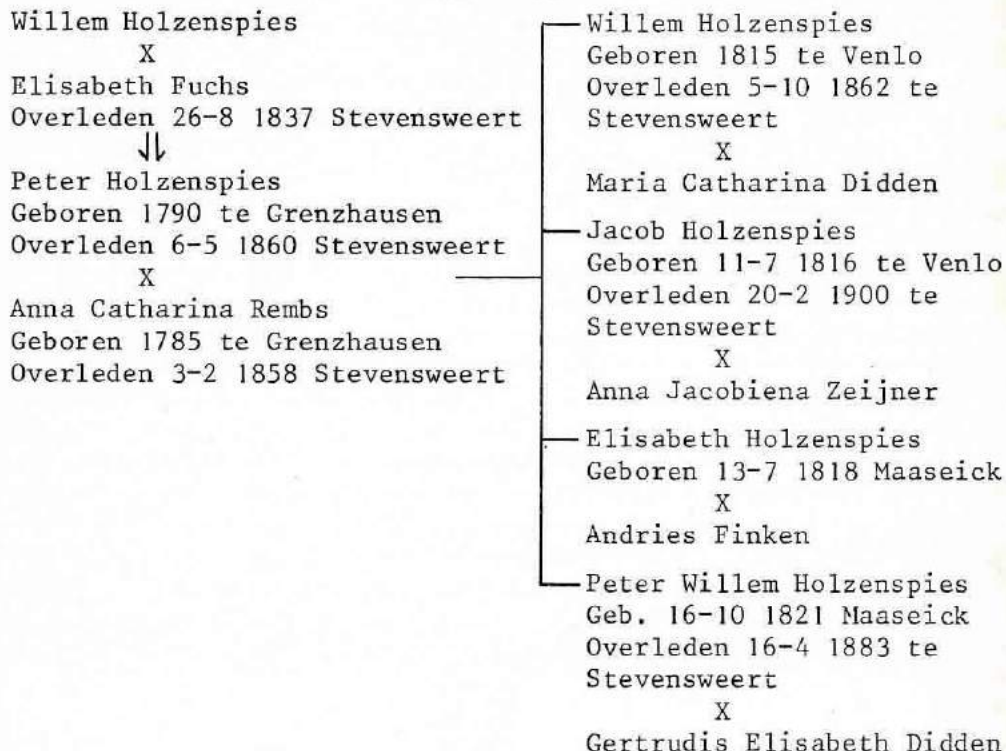 Willem Holzenspies
X
Elisabeth Fuchs
Overleden 26-8 1837 Stevensweert
⇓
Peter Holzenspies
Geboren 1790 te Grenzhausen
Overleden 6-5 1860 Stevensweert
X
Anna Catharina Rembs
Geboren 1785 te Grenzhausen
Overleden 3-2 1858 Stevensweert
Willem Holzenspies
Geboren 1815 te Venlo
Overleden 5-10 1862 te
Stevensweert
X
Maria Catharina Didden
Jacob Holzenspies
Geboren 11-7 1816 te Venlo
Overleden 20-2 1900 te
Stevensweert
X
Anna Jacobiena Zeijner
Elisabeth Holzenspies
Geboren 13-7 1818 Maaseick
X
Andries Finken
Peter Willem Holzenspies
Geb. 16-10 1821 Maaseick
Overleden 16-4 1883 te
Stevensweert
X
Gertrudis Elisabeth Didden